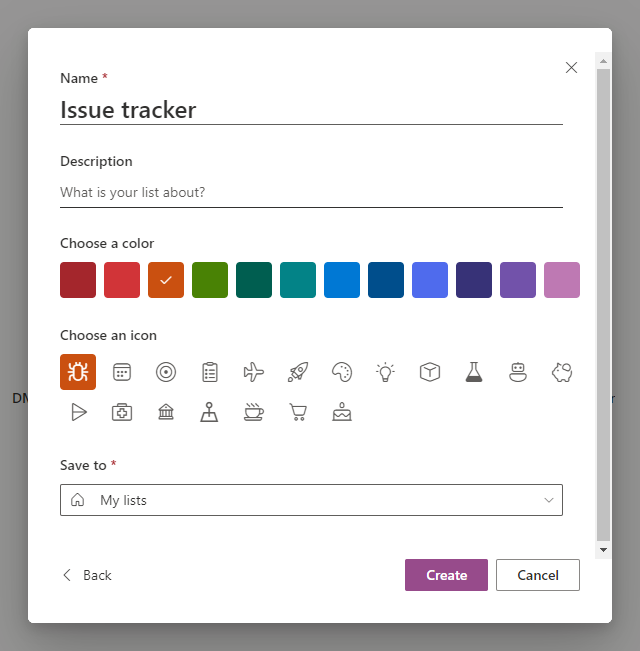 Name *
Issue tracker
Description
What is your list about?
Choose a color
Choose an icon
Save to *
My lists
Back
Create
Cancel